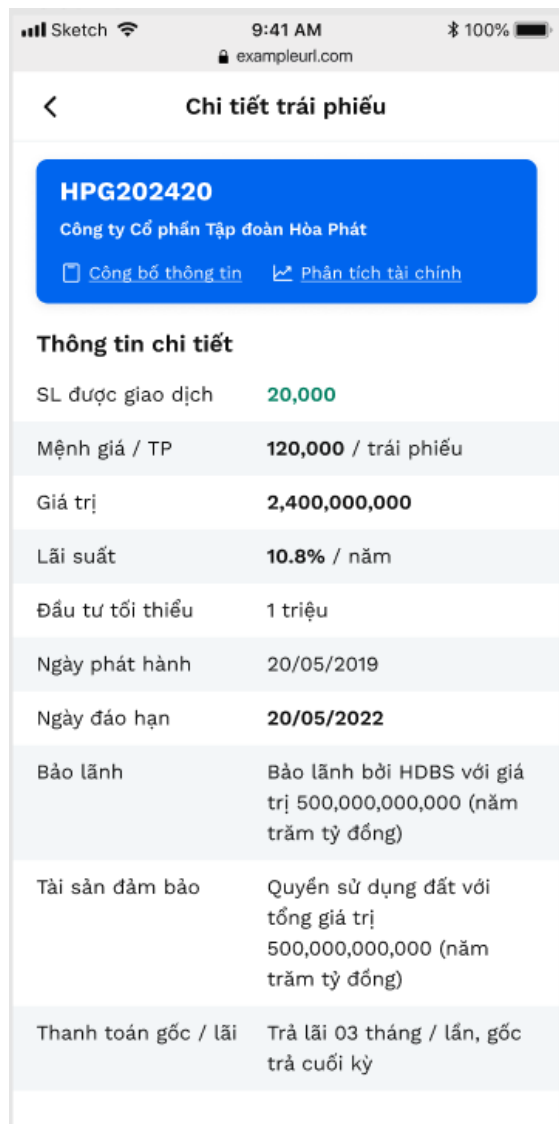 Sketch 9:41 AM 100%
exampleurl.com
Chi tiết trái phiếu
HPG202420
Công ty Cổ phần Tập đoàn Hòa Phát
Công bố thông tin Phân tích tài chính
Thông tin chi tiết
SL được giao dịch 20,000
Mệnh giá / TP 120,000 / trái phiếu
Giá trị 2,400,000,000
Lãi suất 10.8% / năm
Đầu tư tối thiểu 1 triệu
Ngày phát hành 20/05/2019
Ngày đáo hạn 20/05/2022
Bảo lãnh Bảo lãnh bởi HDBS với giá
trị 500,000,000,000 (năm
trăm tỷ đồng)
Tài sản đảm bảo Quyền sử dụng đất với
tổng giá trị
500,000,000,000 (năm
trăm tỷ đồng)
Thanh toán gốc / lãi Trả lãi 03 tháng / lần, gốc
trả cuối kỳ